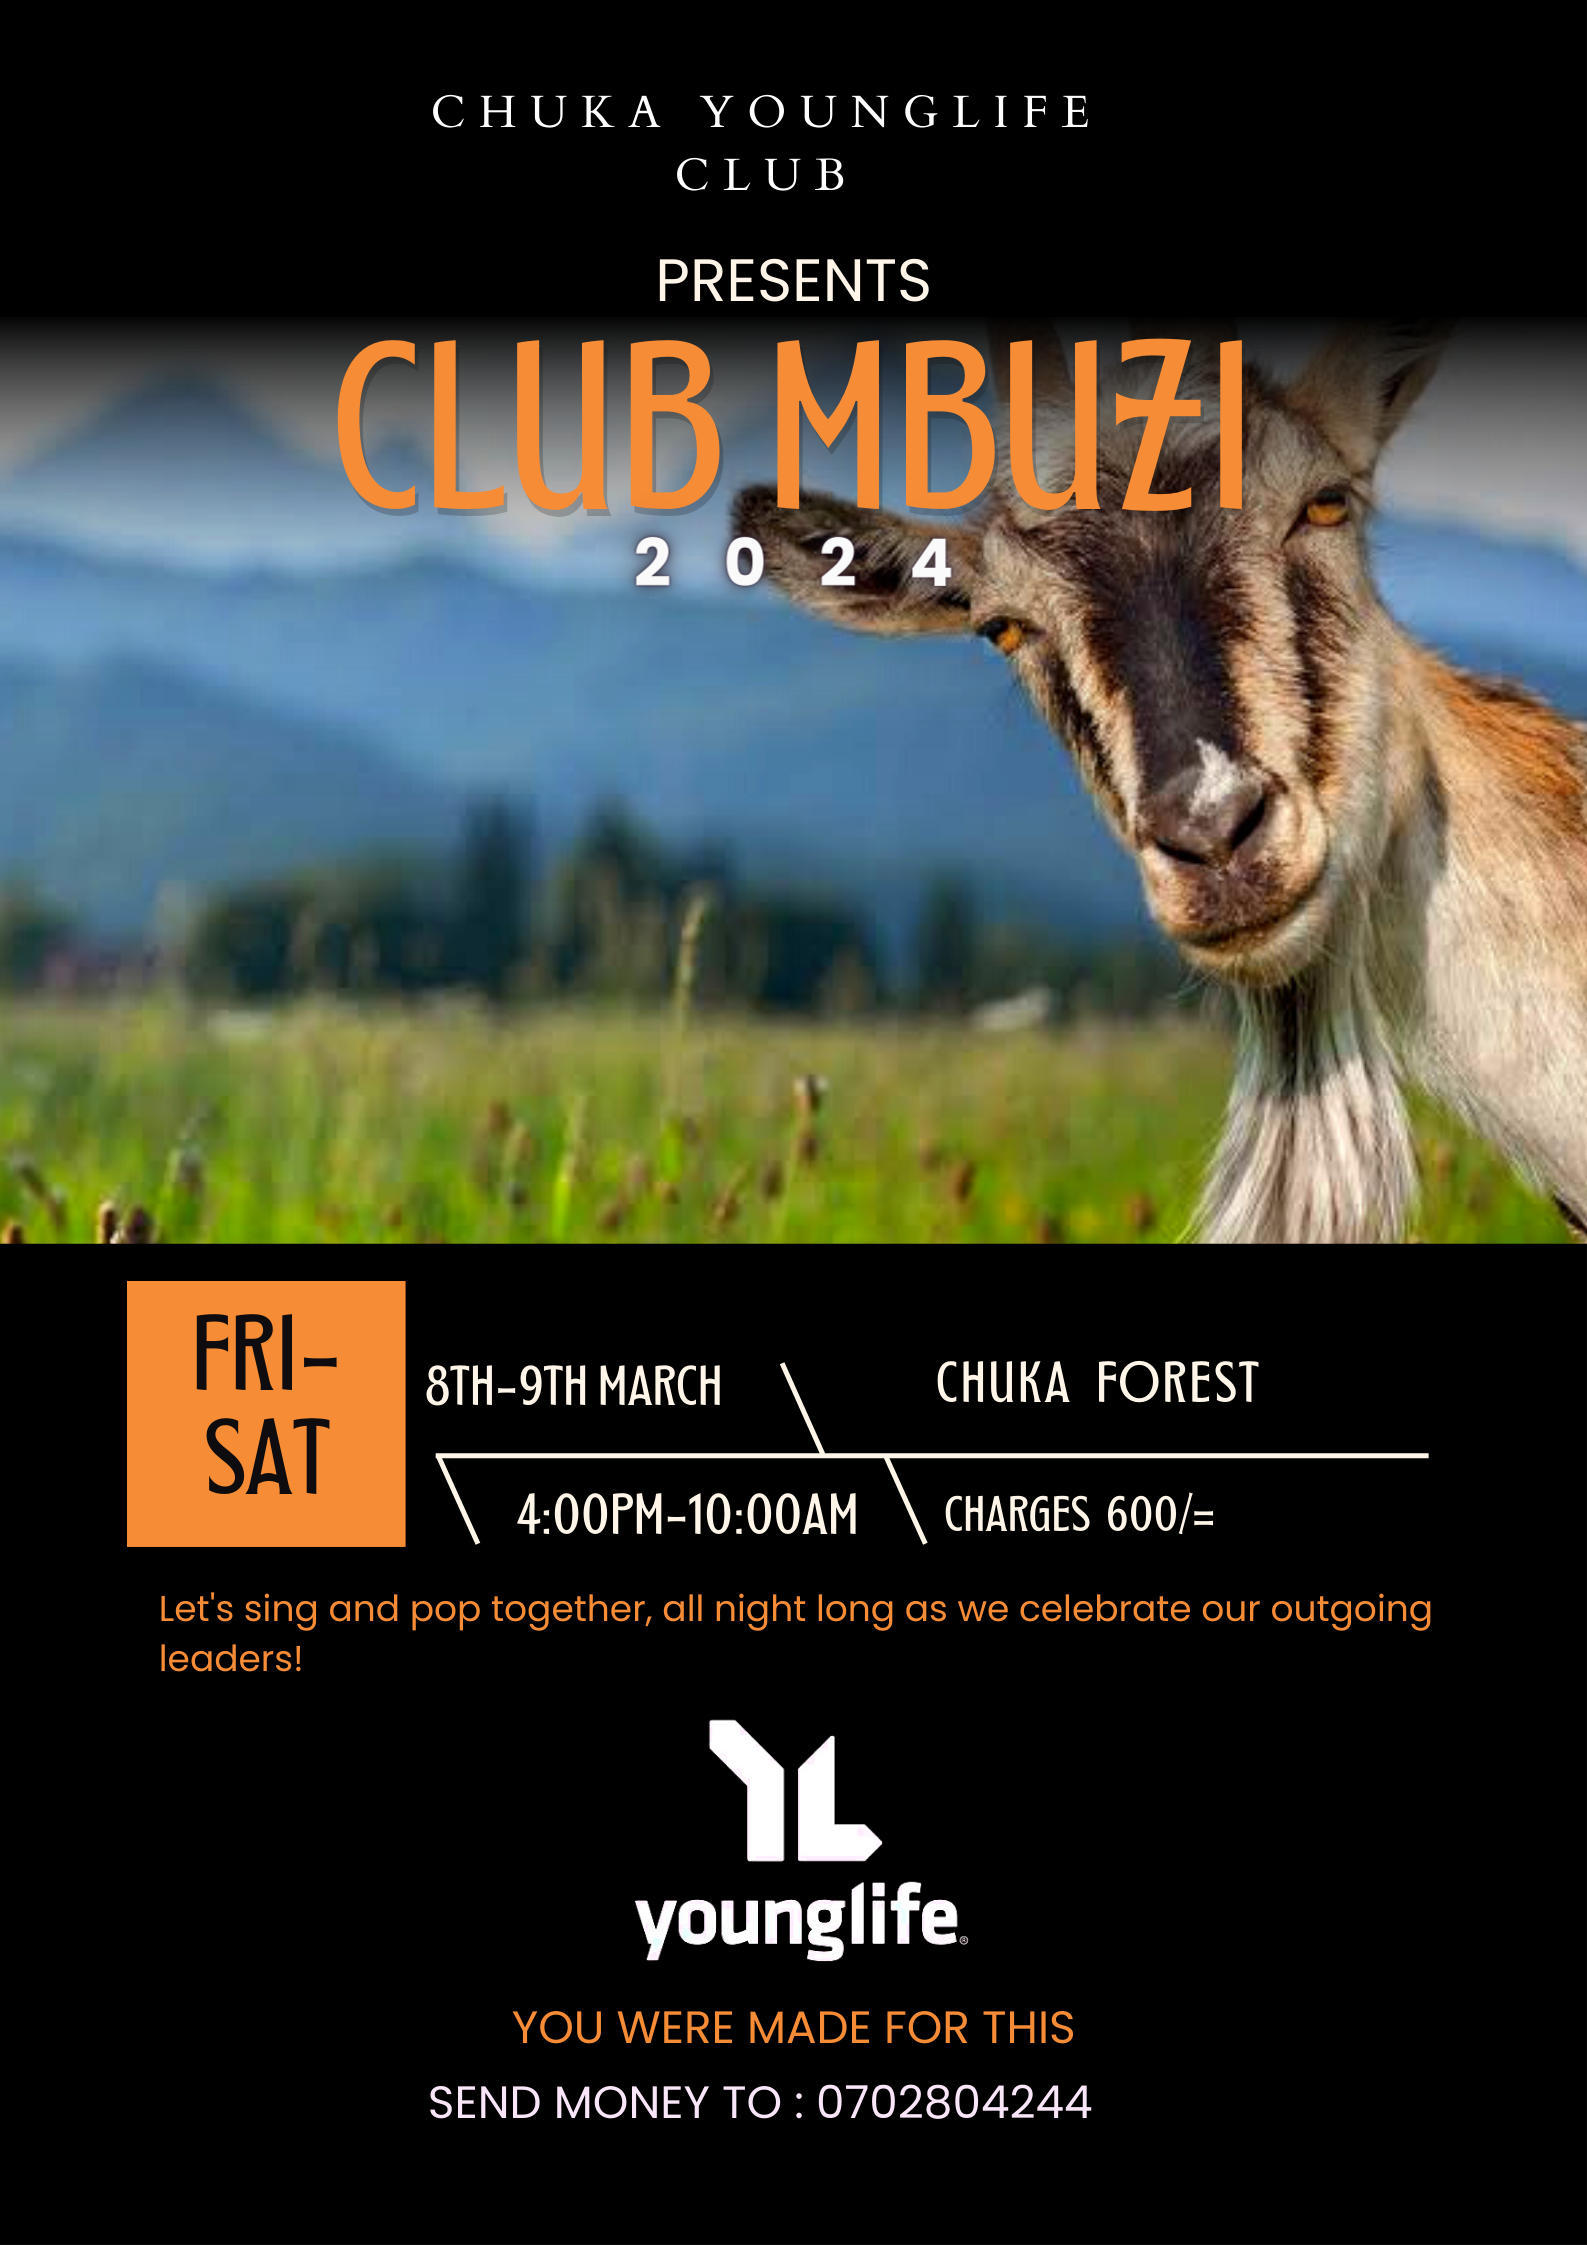 CHUKA YOUNGLIFE
CLUB
PRESENTS
CLUB MBUZI
2024
FRI-
SAT
8TH-9TH MARCH
CHUKA FOREST
4:00PM-10:00AM
CHARGES 600/=
Let's sing and pop together, all night long as we celebrate our outgoing
leaders!
YL
younglife®
YOU WERE MADE FOR THIS
SEND MONEY TO : 0702804244